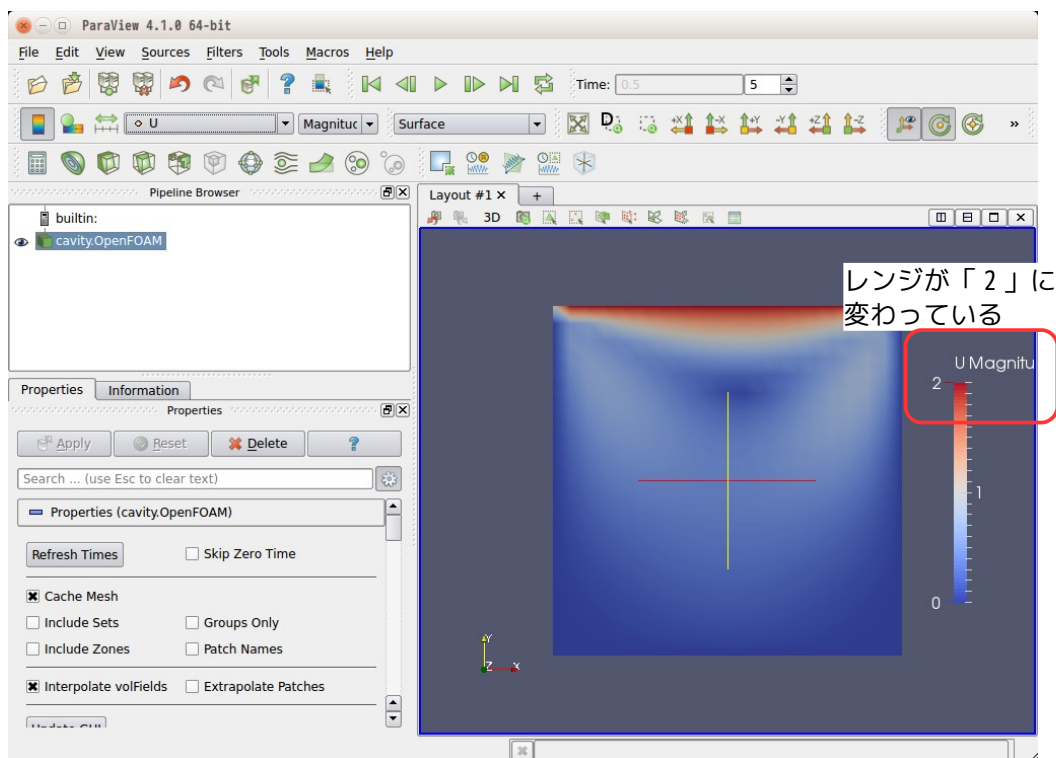 ParaView 4.1.0 64-bit
File Edit View Sources Filters Tools Macros Help
Time: 0.5 5
U Magnituc Surface
+X -X +Y -Y +Z -Z »
Pipeline Browser
Layout #1 +
builtin:
3D
cavity.OpenFOAM
レンジが「2」に
変わっている
U Magnitu
2
1
0
Properties Information
Properties
Apply Reset Delete ?
Search ... (use Esc to clear text)
Properties (cavity.OpenFOAM)
Refresh Times Skip Zero Time
Cache Mesh
Include Sets Groups Only
Include Zones Patch Names
Interpolate volFields Extrapolate Patches
Y
Z X